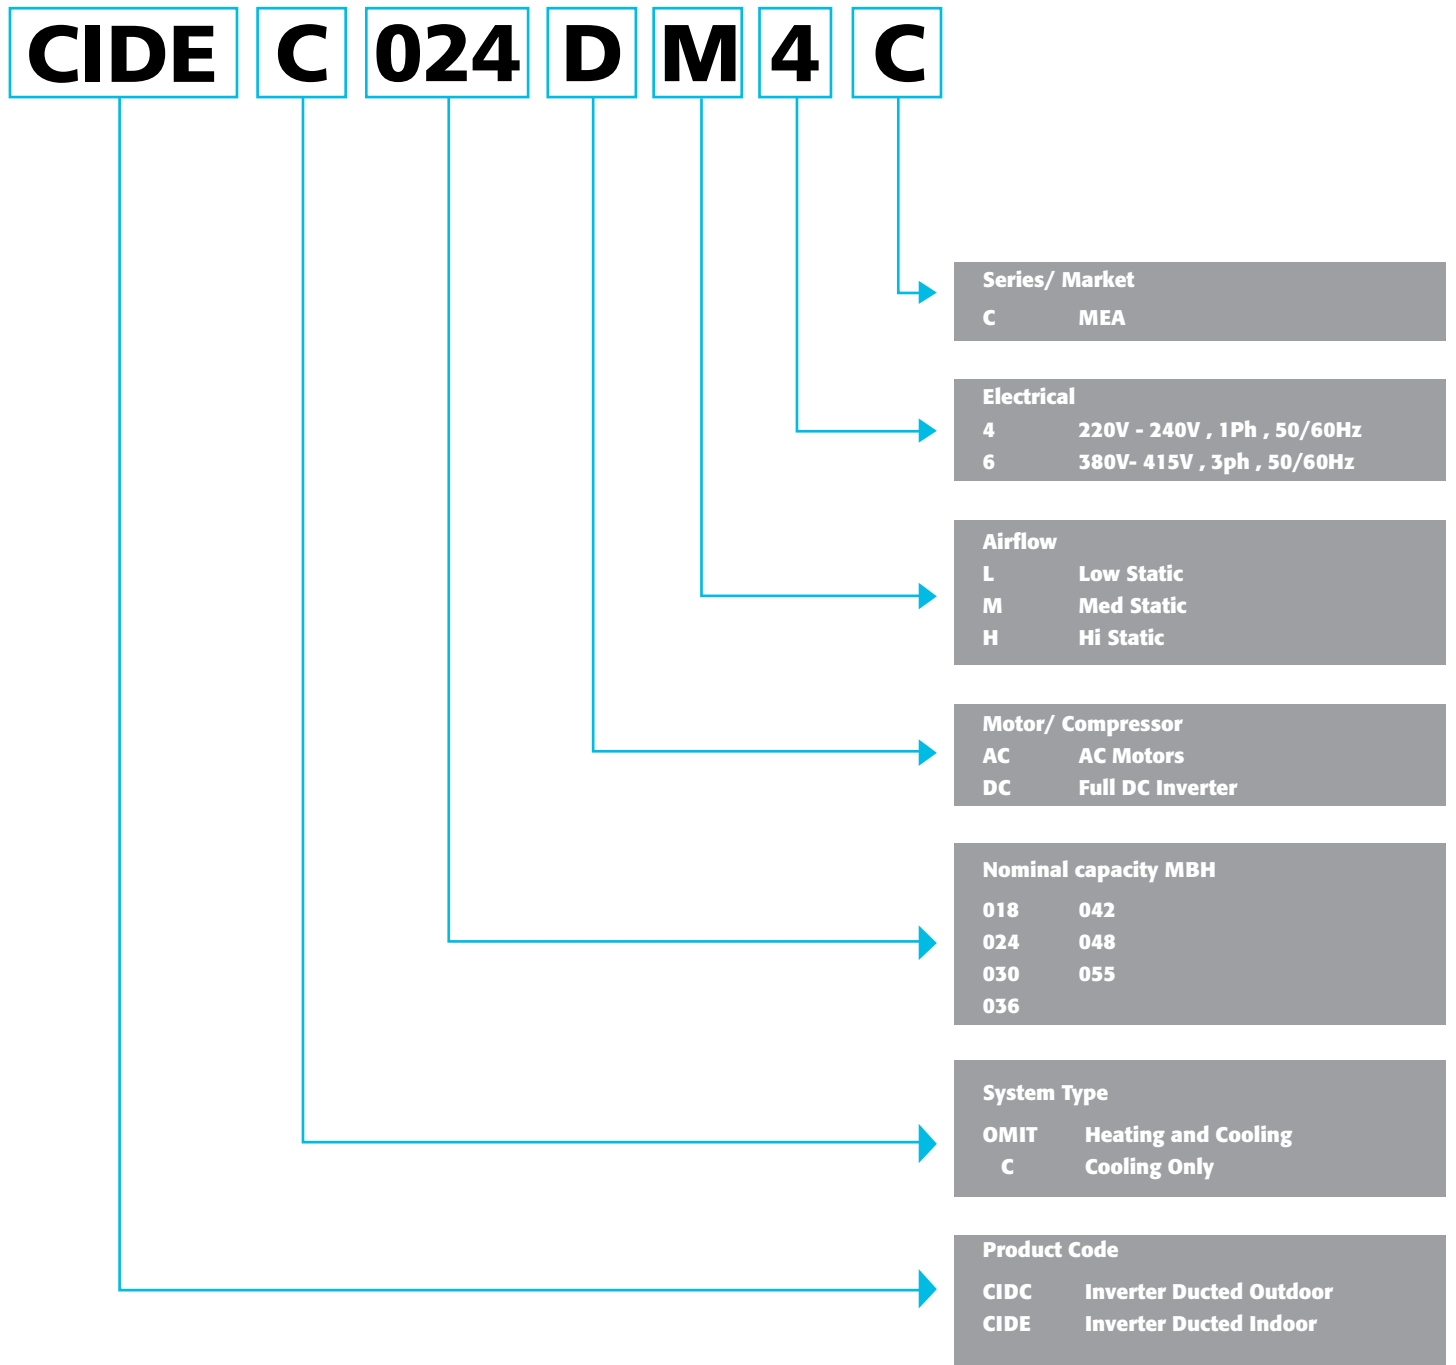 CIDE C 024 D M 4 C
Series/ Market
C MEA
Electrical
4 220V - 240V , 1Ph , 50/60Hz
6 380V- 415V , 3ph , 50/60Hz
Airflow
L Low Static
M Med Static
H Hi Static
Motor/ Compressor
AC AC Motors
DC Full DC Inverter
Nominal capacity MBH
018 042
024 048
030 055
036
System Type
OMIT Heating and Cooling
C Cooling Only
Product Code
CIDC Inverter Ducted Outdoor
CIDE Inverter Ducted Indoor